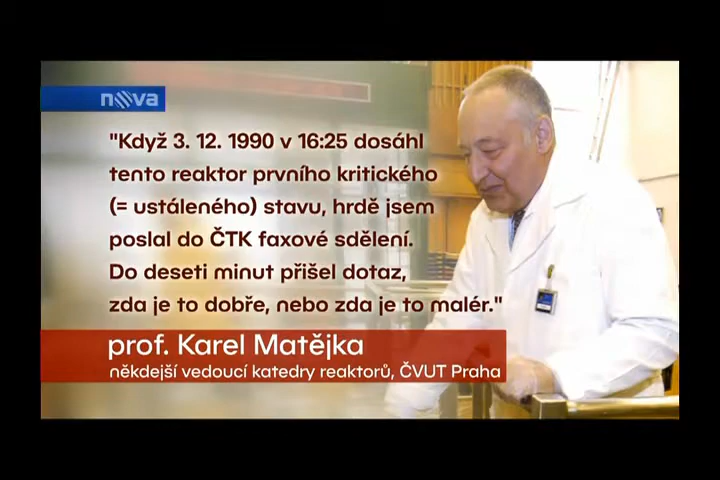 nova
"Když 3. 12. 1990 v 16:25 dosáhl
tento reaktor prvního kritického
(= ustáleného) stavu, hrdě jsem
poslal do ČTK faxové sdělení.
Do deseti minut přišel dotaz,
zda je to dobře, nebo zda je to malér."
prof. Karel Matějka
někdejší vedoucí katedry reaktorů, ČVUT Praha